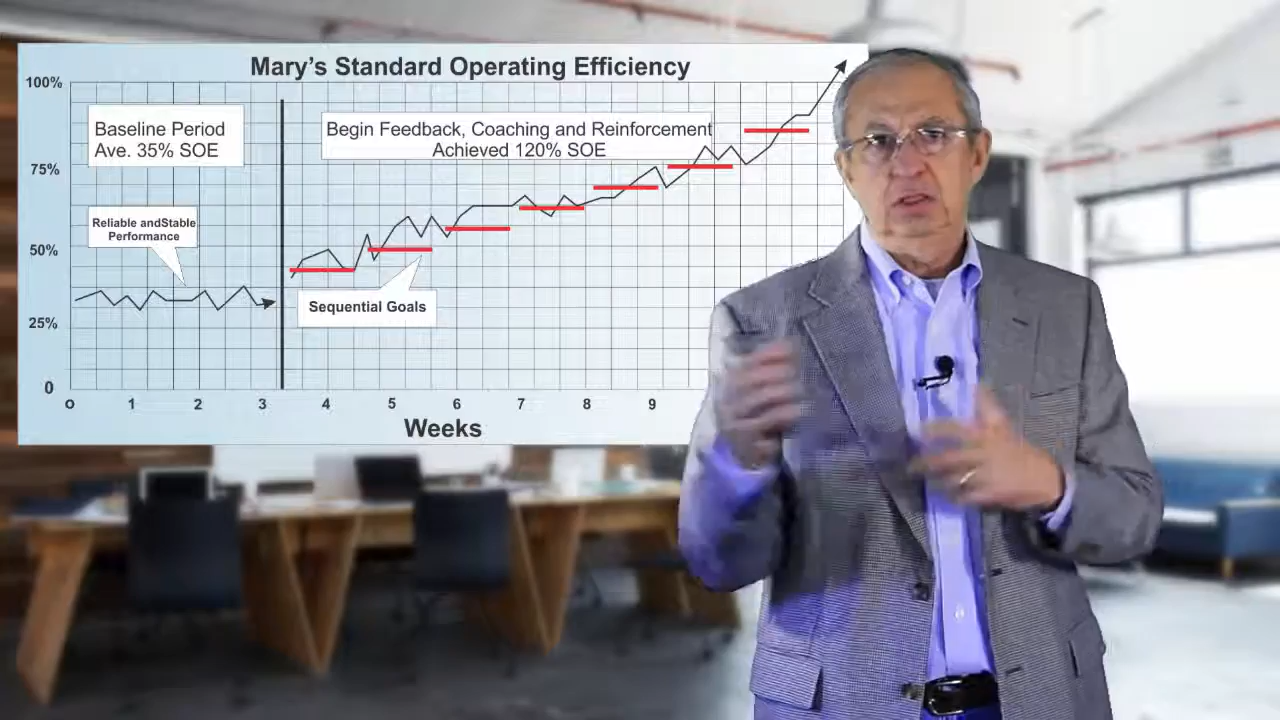 Mary's Standard Operating Efficiency
100%
Baseline Period
Ave. 35% SOE
Begin Feedback, Coaching and Reinforcement
Achieved 120% SOE
75%
Reliable andStable
Performance
50%
Sequential Goals
25%
0
0 1 2 3 4 5 6 7 8 9
Weeks